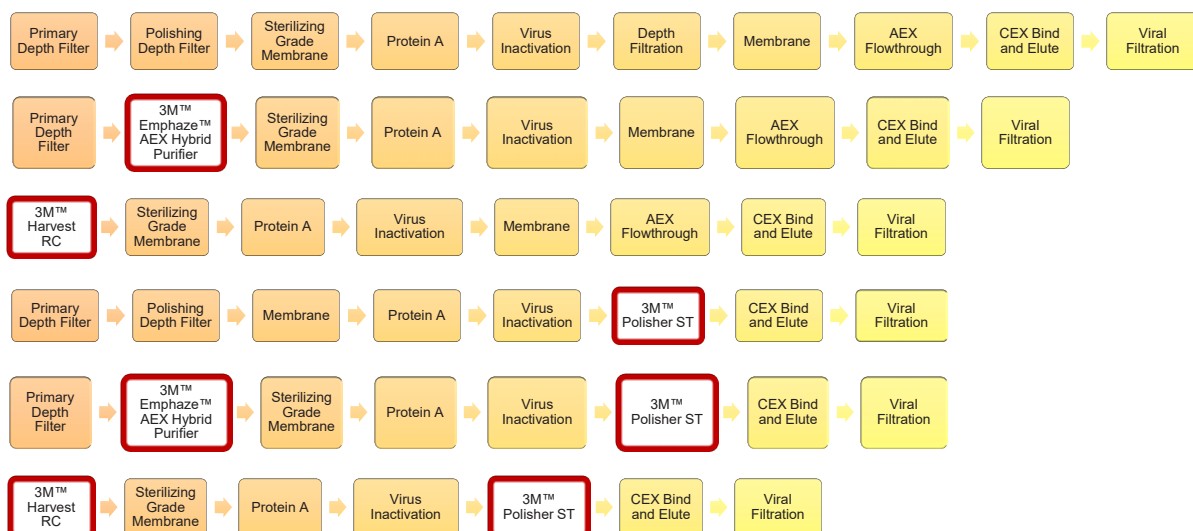 Primary
Depth Filter
Polishing
Depth Filter
Sterilizing
Grade
Membrane
Protein A
Virus
Inactivation
Depth
Filtration
Membrane
AEX
Flowthrough
CEX Bind
and Elute
Viral
Filtration
Primary
Depth
Filter
3M™
Emphaze™
AEX Hybrid
Purifier
Sterilizing
Grade
Membrane
Protein A
Virus
Inactivation
Membrane
AEX
Flowthrough
CEX Bind
and Elute
Viral
Filtration
3M™
Harvest
RC
Sterilizing
Grade
Membrane
Protein A
Virus
Inactivation
Membrane
AEX
Flowthrough
CEX Bind
and Elute
Viral
Filtration
Primary
Depth Filter
Polishing
Depth Filter
Membrane
Protein A
Virus
Inactivation
3M™
Polisher ST
CEX Bind
and Elute
Viral
Filtration
Primary
Depth
Filter
3M™
Emphaze™
AEX Hybrid
Purifier
Sterilizing
Grade
Membrane
Protein A
Virus
Inactivation
3M™
Polisher ST
CEX Bind
and Elute
Viral
Filtration
3M™
Harvest
RC
Sterilizing
Grade
Membrane
Protein A
Virus
Inactivation
3M™
Polisher ST
CEX Bind
and Elute
Viral
Filtration